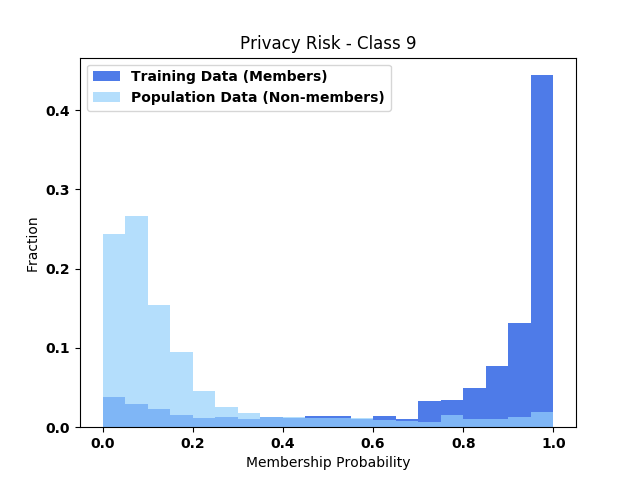 Privacy Risk - Class 9
Training Data (Members)
Population Data (Non-members)
Fraction
0.4
0.3
0.2
0.1
0.0
0.0 0.2 0.4 0.6 0.8 1.0
Membership Probability